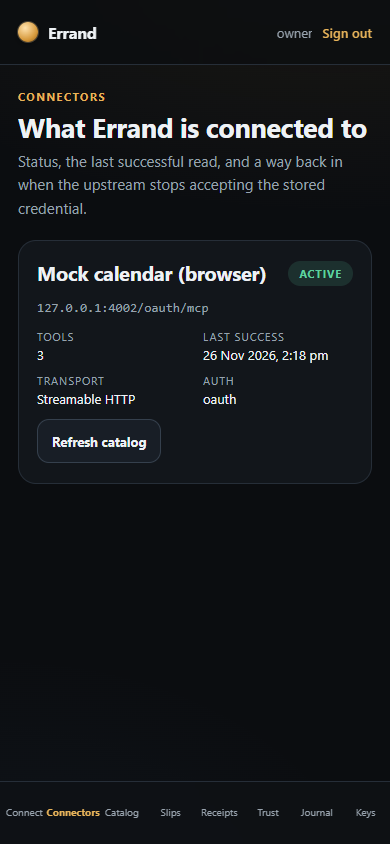 Errand
owner Sign out
CONNECTORS
What Errand is connected to
Status, the last successful read, and a way back in
when the upstream stops accepting the stored
credential.
Mock calendar (browser) ACTIVE
127.0.0.1:4002/oauth/mcp
TOOLS LAST SUCCESS
3 26 Nov 2026, 2:18 pm
TRANSPORT AUTH
Streamable HTTP oauth
Refresh catalog
Connect Connectors Catalog Slips Receipts Trust Journal Keys